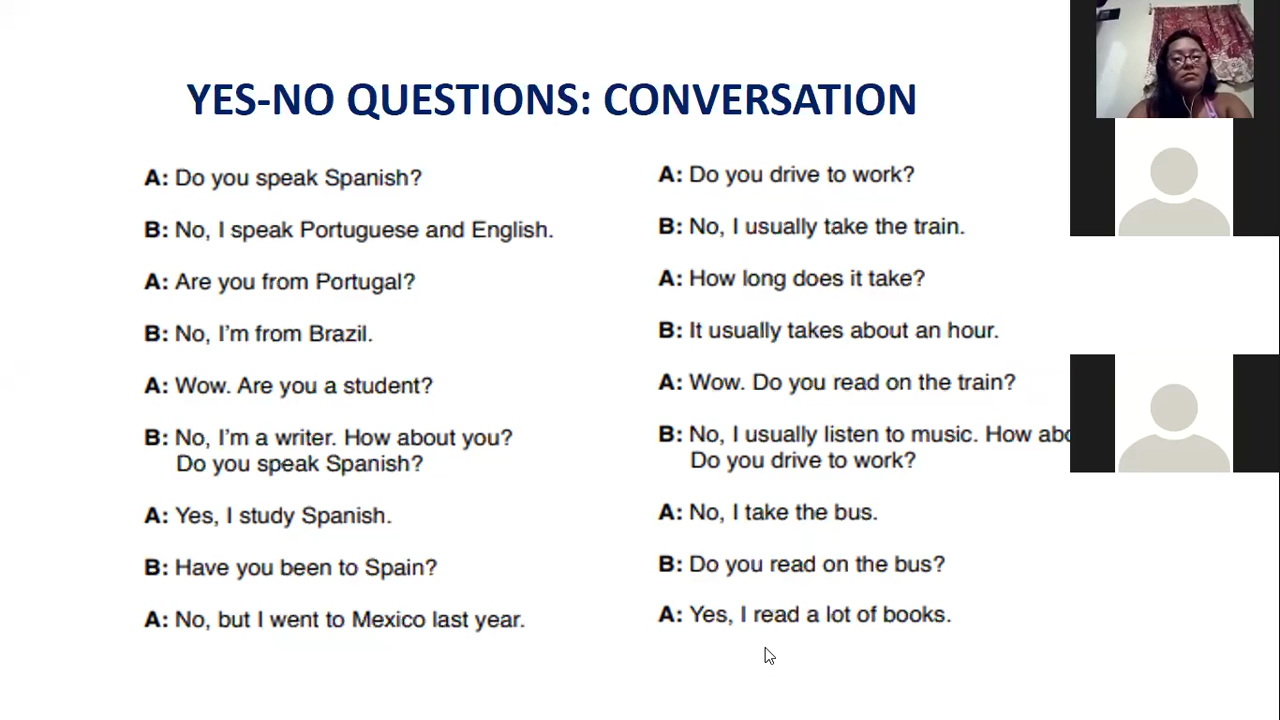 YES-NO QUESTIONS: CONVERSATION
A: Do you speak Spanish?
B: No, I speak Portuguese and English.
A: Are you from Portugal?
B: No, I'm from Brazil.
A: Wow. Are you a student?
B: No, I'm a writer. How about you?
Do you speak Spanish?
A: Yes, I study Spanish.
B: Have you been to Spain?
A: No, but I went to Mexico last year.
A: Do you drive to work?
B: No, I usually take the train.
A: How long does it take?
B: It usually takes about an hour.
A: Wow. Do you read on the train?
B: No, I usually listen to music. How
Do you drive to work?
A: No, I take the bus.
B: Do you read on the bus?
A: Yes, I read a lot of books.